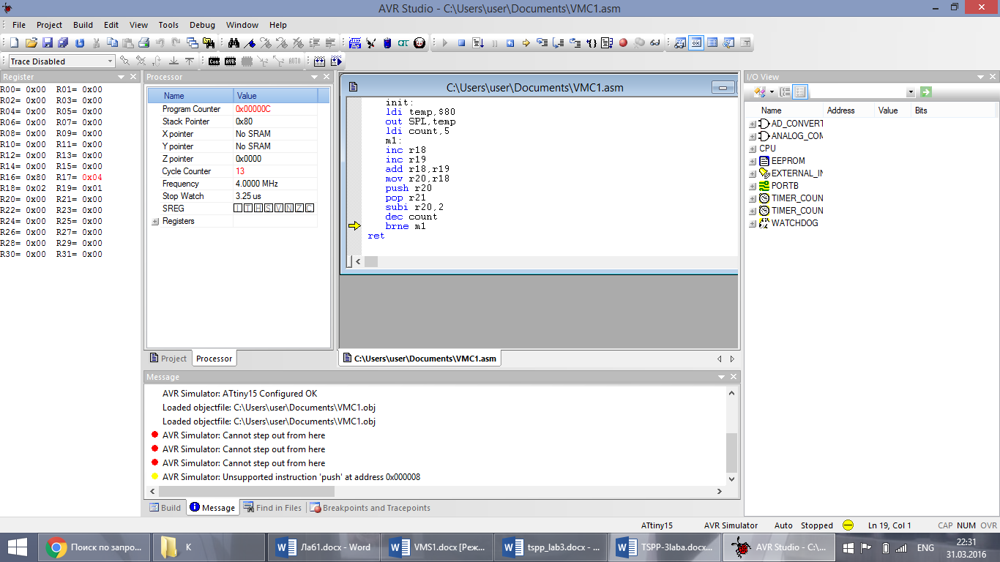 AVR Studio - C:\Users\user\Documents\VMC1.asm
File Project Build Edit View Tools Debug Window Help
Trace Disabled
Con AVR AUTO
Register
R00= 0x00 R01= 0x00
R02= 0x00 R03= 0x00
R04= 0x00 R05= 0x00
R06= 0x00 R07= 0x00
R08= 0x00 R09= 0x00
R10= 0x00 R11= 0x00
R12= 0x00 R13= 0x00
R14= 0x00 R15= 0x00
R16= 0x80 R17= 0x04
R18= 0x02 R19= 0x01
R20= 0x00 R21= 0x00
R22= 0x00 R23= 0x00
R24= 0x00 R25= 0x00
R26= 0x00 R27= 0x00
R28= 0x00 R29= 0x00
R30= 0x00 R31= 0x00
Processor
Name Value
Program Counter 0x00000C
Stack Pointer 0x80
X pointer No SRAM
Y pointer No SRAM
Z pointer 0x0000
Cycle Counter 13
Frequency 4.0000 MHz
Stop Watch 3.25 us
SREG I T H S V N Z C
Registers
Project Processor
C:\Users\user\Documents\VMC1.asm
init:
ldi temp,$80
out SPL,temp
ldi count,5
m1:
inc r18
inc r19
add r18,r19
mov r20,r18
push r20
pop r21
subi r20,2
dec count
brne m1
ret
C:\Users\user\Documents\VMC1.asm
I/O View
Name Address Value Bits
AD_CONVERT
ANALOG_COM
CPU
EEPROM
EXTERNAL_IN
PORTB
TIMER_COUN
TIMER_COUN
WATCHDOG
Message
AVR Simulator: ATtiny15 Configured OK
Loaded objectfile: C:\Users\user\Documents\VMC1.obj
Loaded objectfile: C:\Users\user\Documents\VMC1.obj
AVR Simulator: Cannot step out from here
AVR Simulator: Cannot step out from here
AVR Simulator: Cannot step out from here
AVR Simulator: Unsupported instruction 'push' at address 0x000008
Build Message Find in Files Breakpoints and Tracepoints
ATtiny15 AVR Simulator Auto Stopped Ln 19, Col 1 CAP NUM OVR
Поиск по запро... K Лаб1.docx - Word VMS1.docx [Реж... tspp_lab3.docx - ... TSPP-3laba.docx... AVR Studio - C:\... ENG
22:31
31.03.2016